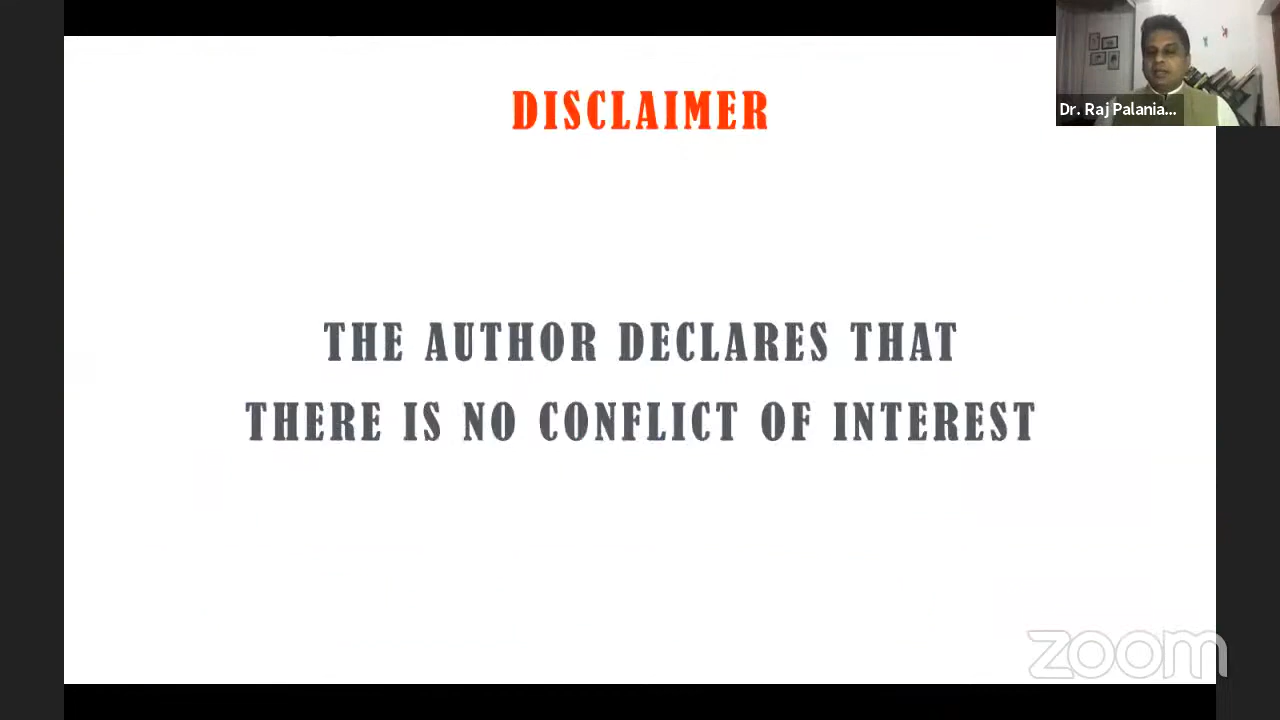 DISCLAIMER
Dr. Raj Palania...
THE AUTHOR DECLARES THAT
THERE IS NO CONFLICT OF INTEREST
zoom